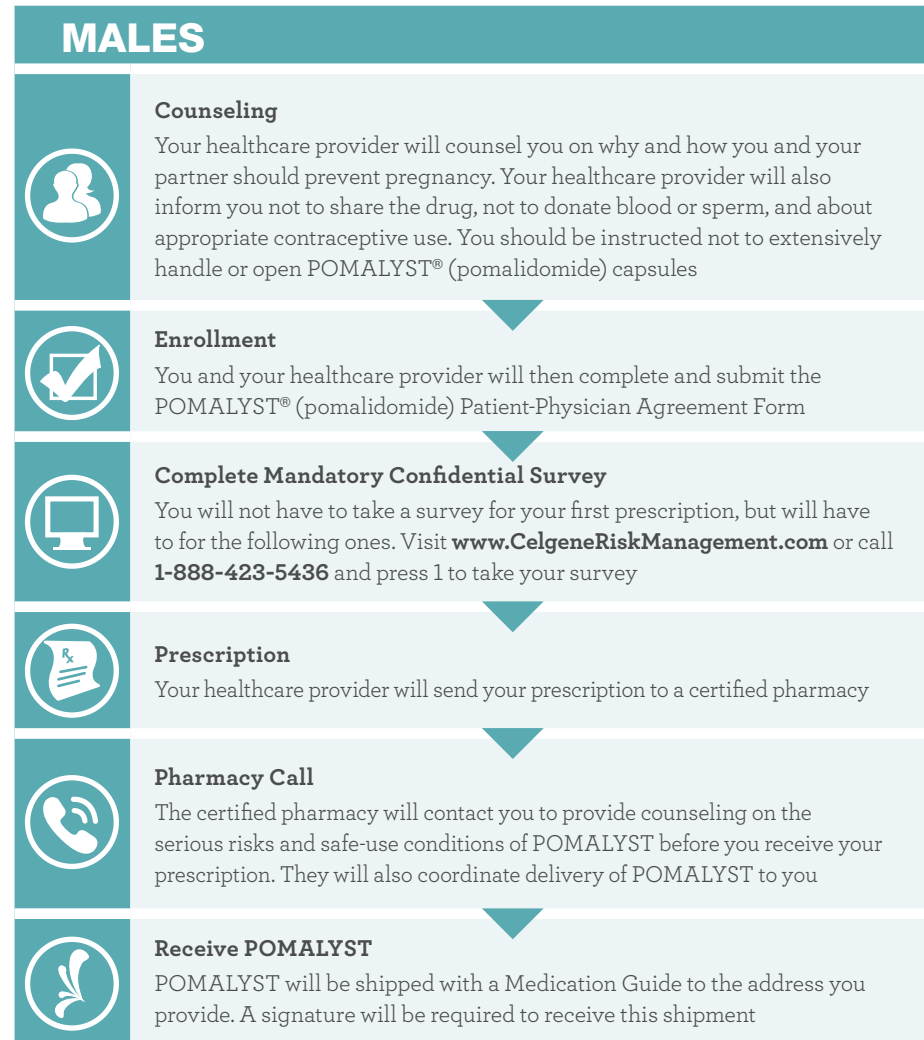 MALES
Counseling
Your healthcare provider will counsel you on why and how you and your
partner should prevent pregnancy. Your healthcare provider will also
inform you not to share the drug, not to donate blood or sperm, and about
appropriate contraceptive use. You should be instructed not to extensively
handle or open POMALYST® (pomalidomide) capsules
Enrollment
You and your healthcare provider will then complete and submit the
POMALYST® (pomalidomide) Patient-Physician Agreement Form
Complete Mandatory Confidential Survey
You will not have to take a survey for your first prescription, but will have
to for the following ones. Visit www.CelgeneRiskManagement.com or call
1-888-423-5436 and press 1 to take your survey
Rx
Prescription
Your healthcare provider will send your prescription to a certified pharmacy
Pharmacy Call
The certified pharmacy will contact you to provide counseling on the
serious risks and safe-use conditions of POMALYST before you receive your
prescription. They will also coordinate delivery of POMALYST to you
Receive POMALYST
POMALYST will be shipped with a Medication Guide to the address you
provide. A signature will be required to receive this shipment